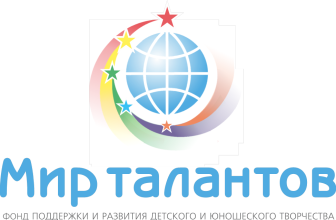 Мир талантов
ФОНД ПОДДЕРЖКИ И РАЗВИТИЯ ДЕТСКОГО И ЮНОШЕСКОГО ТВОРЧЕСТВА